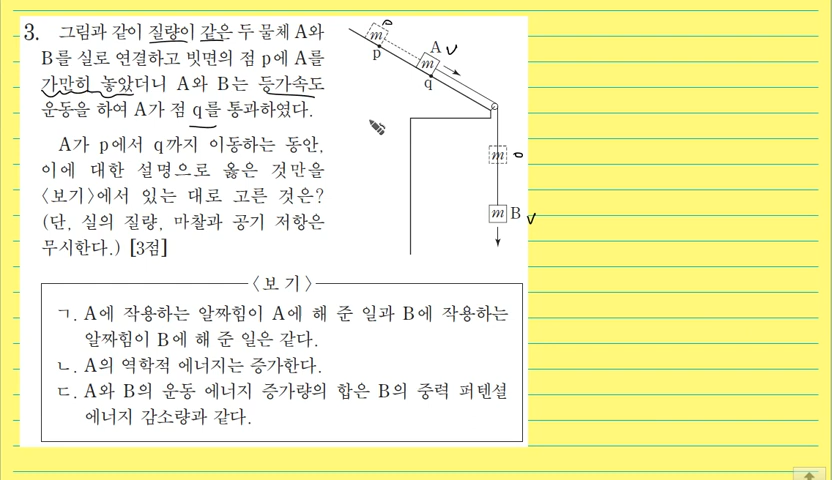 3. 그림과 같이 질량이 같은 두 물체 A와
B를 실로 연결하고 빗면의 점 p에 A를
가만히 놓았더니 A와 B는 등가속도
운동을 하여 A가 점 q를 통과하였다.
A가 p에서 q까지 이동하는 동안,
이에 대한 설명으로 옳은 것만을
<보기>에서 있는 대로 고른 것은?
(단, 실의 질량, 마찰과 공기 저항은
무시한다.) [3점]
0
m
p
A v
m
q
m 0
m B v
<보 기>
ㄱ. A에 작용하는 알짜힘이 A에 해 준 일과 B에 작용하는
알짜힘이 B에 해 준 일은 같다.
ㄴ. A의 역학적 에너지는 증가한다.
ㄷ. A와 B의 운동 에너지 증가량의 합은 B의 중력 퍼텐셜
에너지 감소량과 같다.